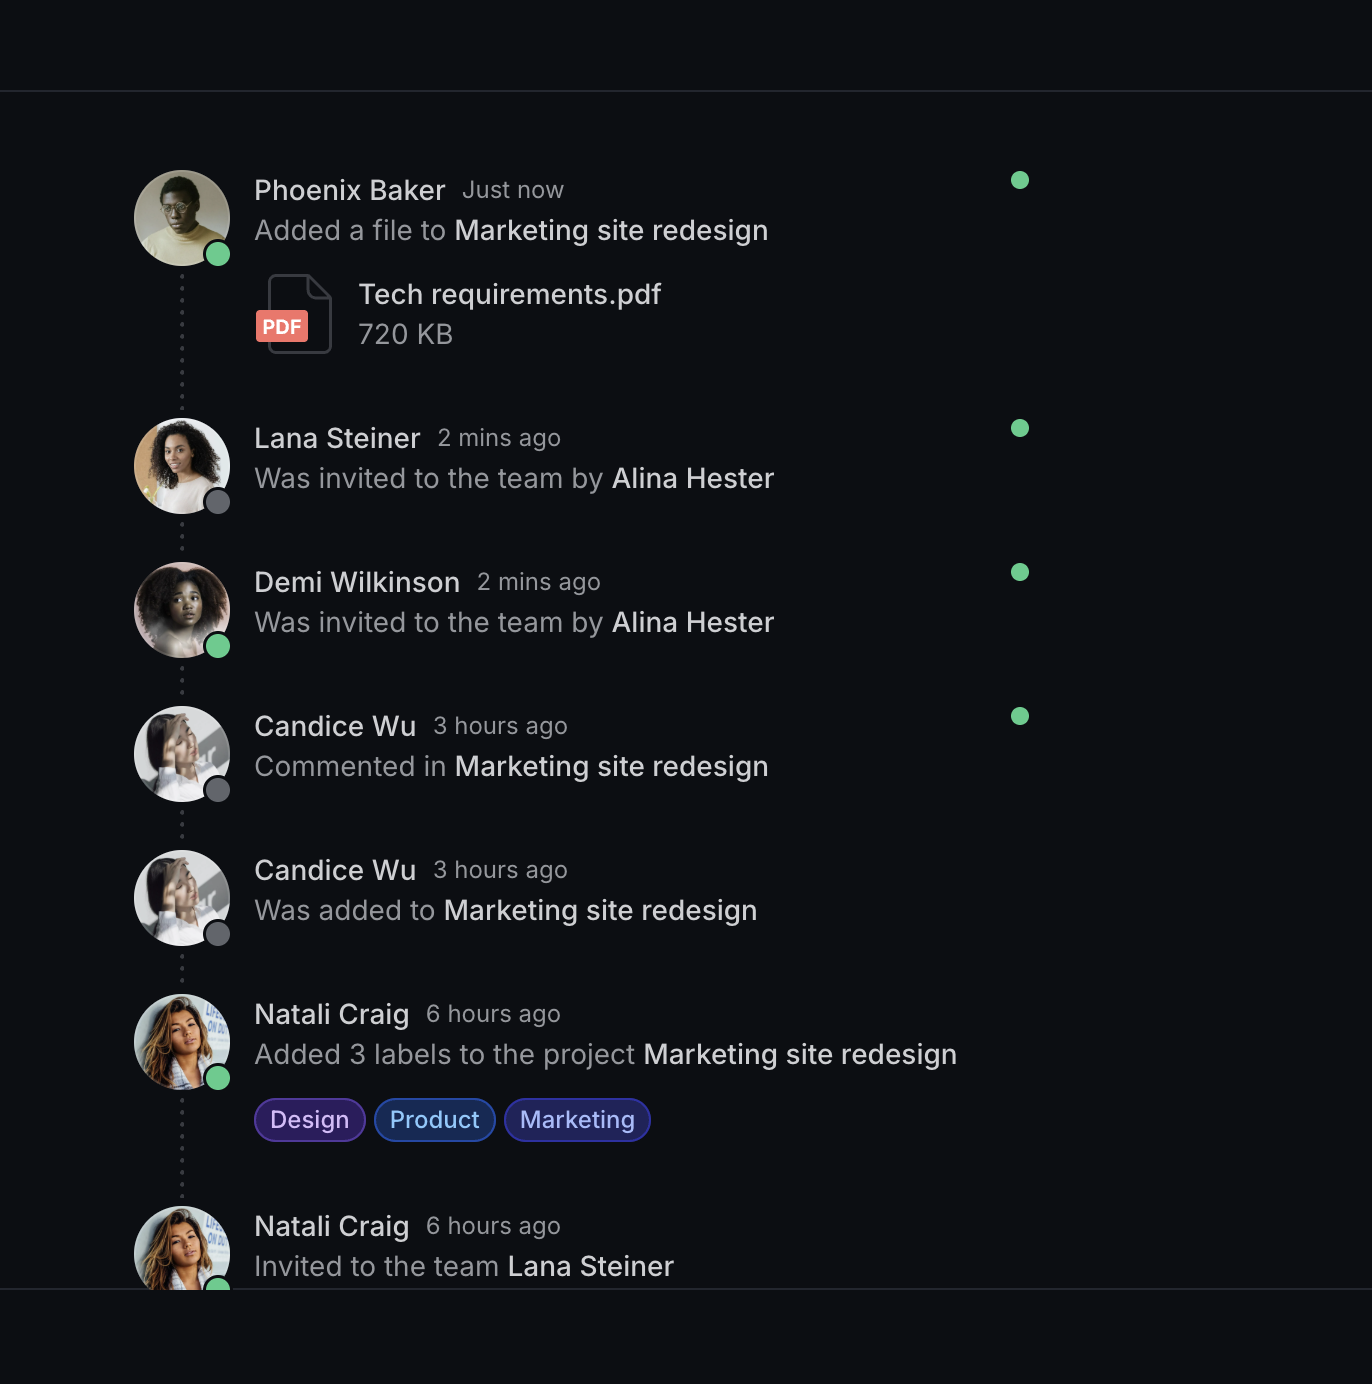 Phoenix Baker Just now
Added a file to Marketing site redesign
Tech requirements.pdf
PDF
720 KB
Lana Steiner 2 mins ago
Was invited to the team by Alina Hester
Demi Wilkinson 2 mins ago
Was invited to the team by Alina Hester
Candice Wu 3 hours ago
Commented in Marketing site redesign
Candice Wu 3 hours ago
Was added to Marketing site redesign
Natali Craig 6 hours ago
Added 3 labels to the project Marketing site redesign
Design Product Marketing
Natali Craig 6 hours ago
Invited to the team Lana Steiner